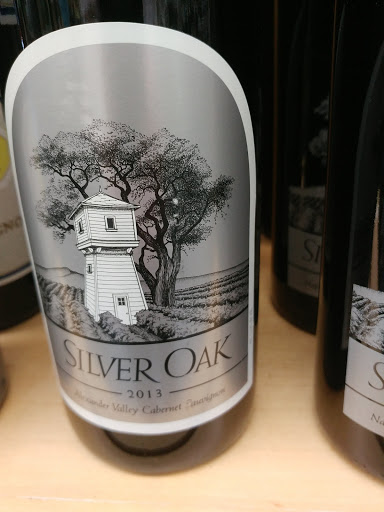 SILVER OAK
2013
Alexander Valley Cabernet Sauvignon